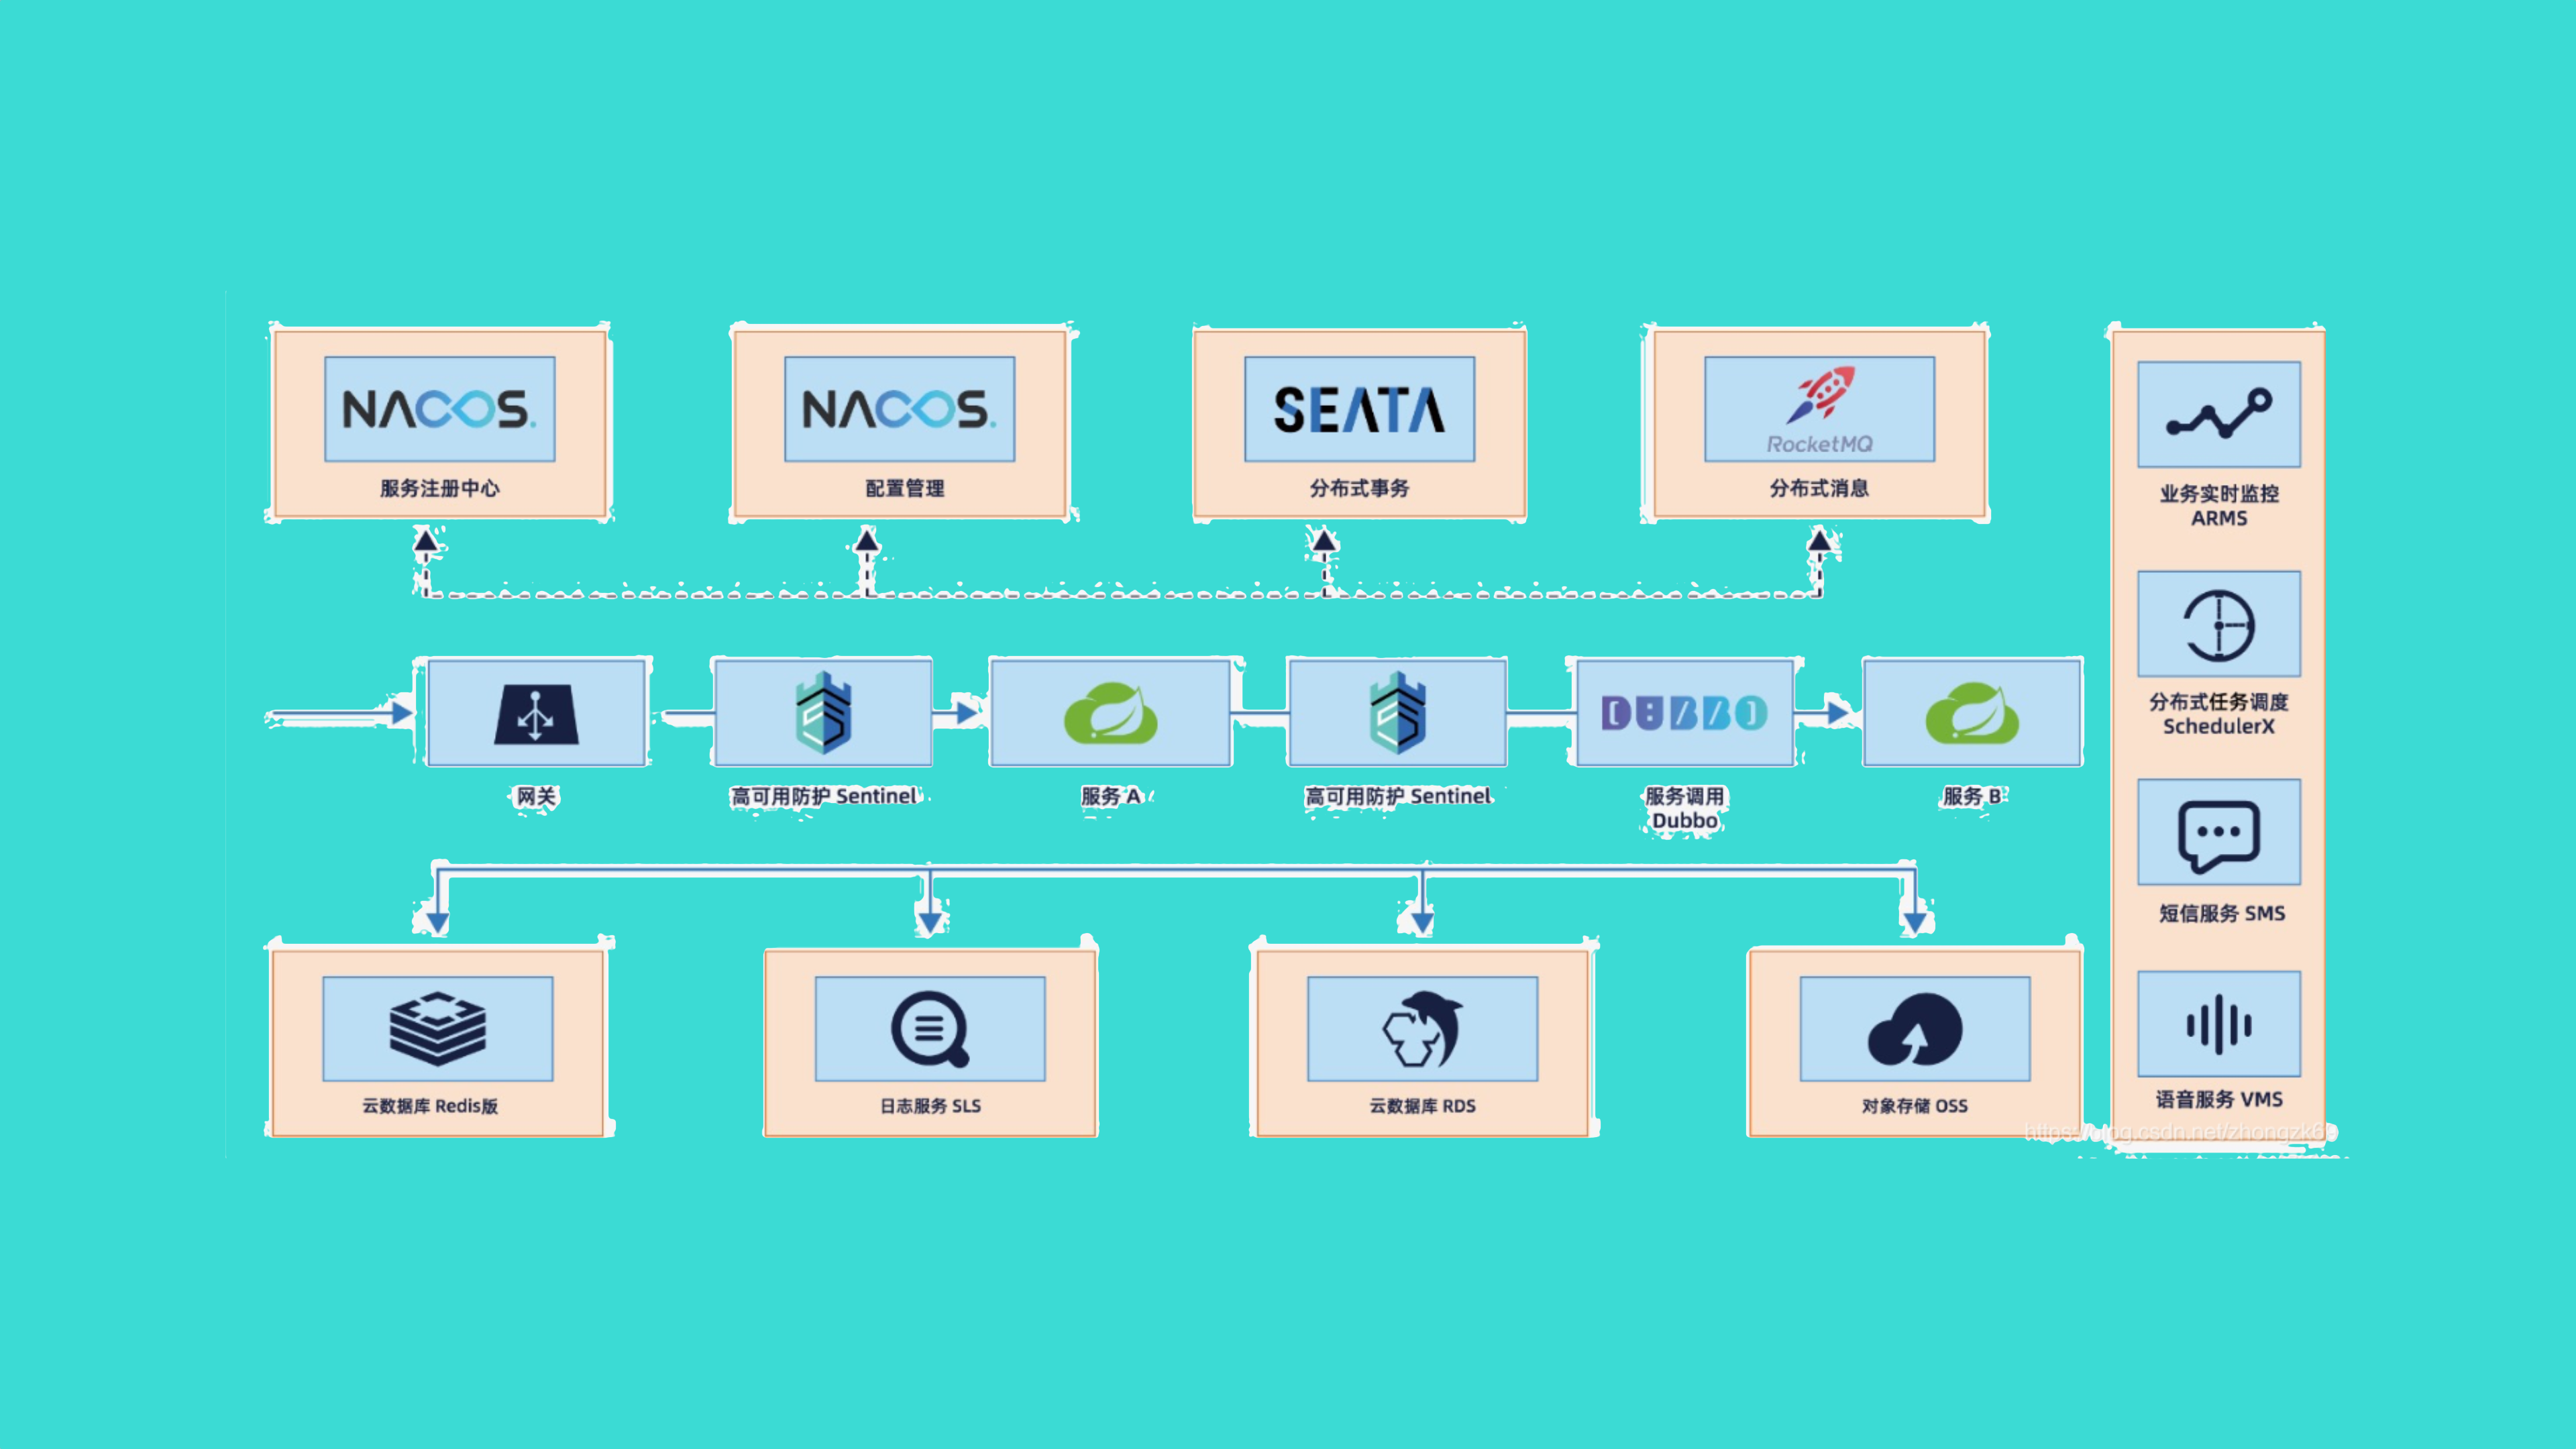 NACOS.
服务注册中心
NACOS.
配置管理
SEATA
分布式事务
RocketMQ
分布式消息
业务实时监控
ARMS
分布式任务调度
SchedulerX
短信服务 SMS
语音服务 VMS
网关
高可用防护 Sentinel
服务 A
高可用防护 Sentinel
DUBBO
服务调用
Dubbo
服务 B
云数据库 Redis版
日志服务 SLS
云数据库 RDS
对象存储 OSS